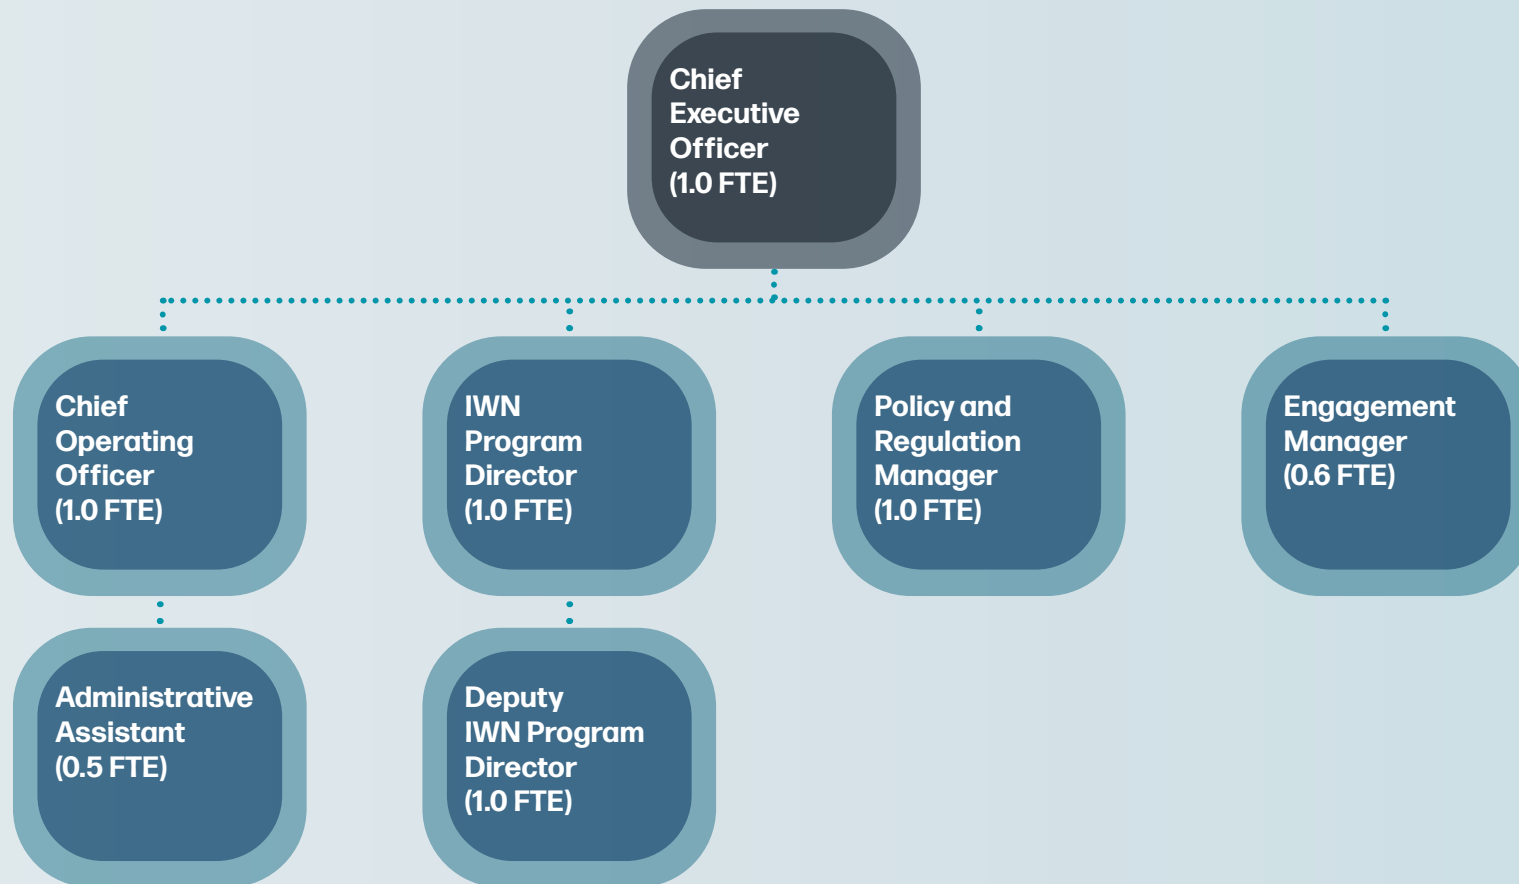 Chief
Executive
Officer
(1.0 FTE)
Chief
Operating
Officer
(1.0 FTE)
IWN
Program
Director
(1.0 FTE)
Policy and
Regulation
Manager
(1.0 FTE)
Engagement
Manager
(0.6 FTE)
Administrative
Assistant
(0.5 FTE)
Deputy
IWN Program
Director
(1.0 FTE)